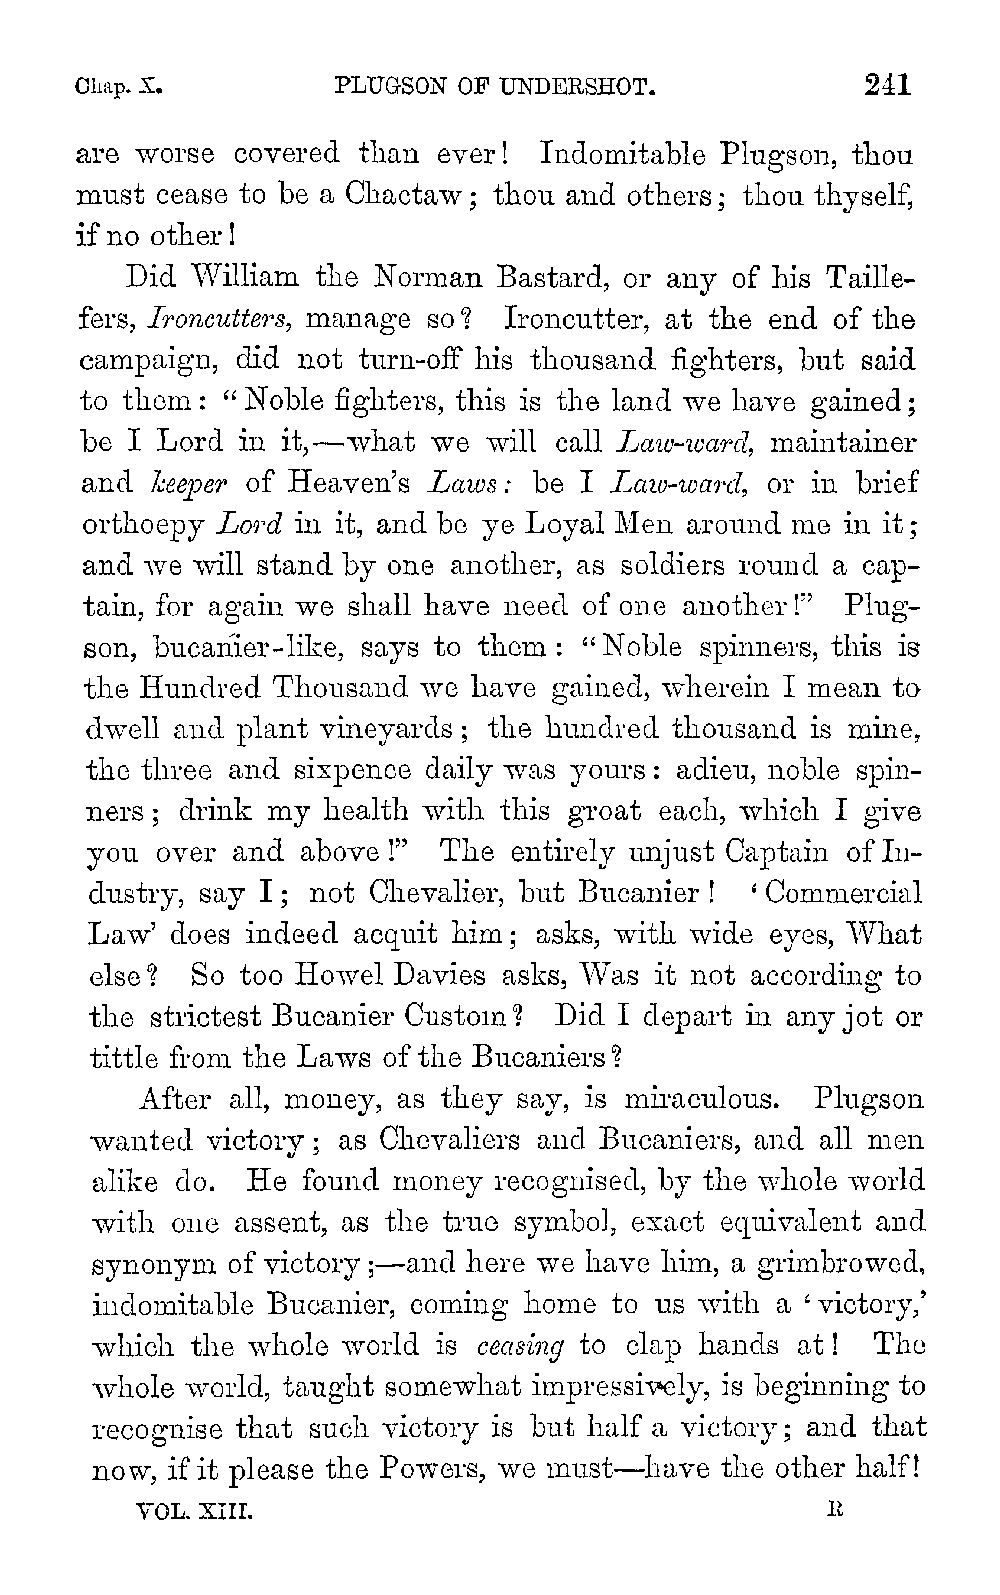 Chap. X. PLUGSON OF UNDERSHOT. 241
are worse covered than ever! Indomitable Plugson, thou
must cease to be a Chactaw; thou and others; thou thyself,
if no other!
Did William the Norman Bastard, or any of his Taille-
fers, Ironcutters, manage so? Ironcutter, at the end of the
campaign, did not turn-off his thousand fighters, but said
to them: “Noble fighters, this is the land we have gained;
be I Lord in it,—what we will call Law-ward, maintainer
and keeper of Heaven’s Laws: be I Law-ward, or in brief
orthoepy Lord in it, and be ye Loyal Men around me in it;
and we will stand by one another, as soldiers round a cap-
tain, for again we shall have need of one another!” Plug-
son, bucanier-like, says to them: “Noble spinners, this is
the Hundred Thousand we have gained, wherein I mean to
dwell and plant vineyards; the hundred thousand is mine,
the three and sixpence daily was yours: adieu, noble spin-
ners; drink my health with this groat each, which I give
you over and above!” The entirely unjust Captain of In-
dustry, say I; not Chevalier, but Bucanier! ‘Commercial
Law’ does indeed acquit him; asks, with wide eyes, What
else? So too Howel Davies asks, Was it not according to
the strictest Bucanier Custom? Did I depart in any jot or
tittle from the Laws of the Bucaniers?
After all, money, as they say, is miraculous. Plugson
wanted victory; as Chevaliers and Bucaniers, and all men
alike do. He found money recognised, by the whole world
with one assent, as the true symbol, exact equivalent and
synonym of victory;—and here we have him, a grimbrowed,
indomitable Bucanier, coming home to us with a ‘victory,’
which the whole world is ceasing to clap hands at! The
whole world, taught somewhat impressively, is beginning to
recognise that such victory is but half a victory; and that
now, if it please the Powers, we must—have the other half!
VOL. XIII. R